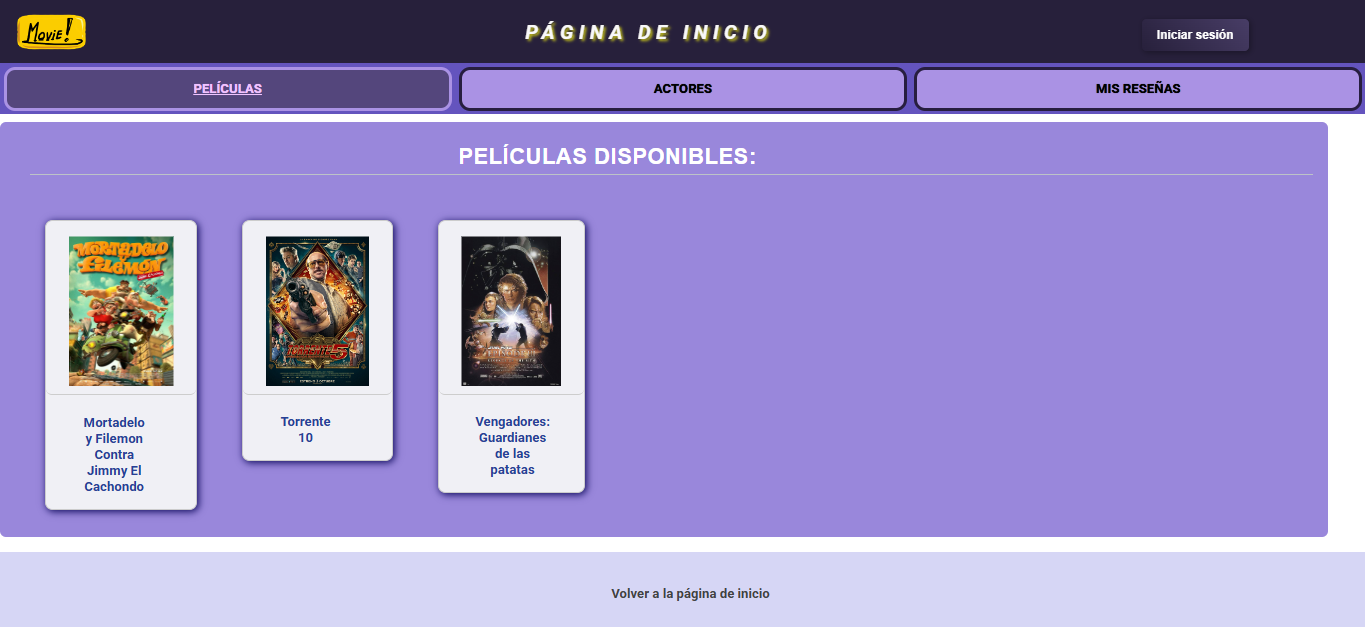 Movie!
PÁGINA DE INICIO
Iniciar sesión
PELÍCULAS
ACTORES
MIS RESEÑAS
PELÍCULAS DISPONIBLES:
MORTADELO
y FILEMÓN
5
Mortadelo
y Filemon
Contra
Jimmy El
Cachondo
Torrente
10
Vengadores:
Guardianes
de las
patatas
Volver a la página de inicio